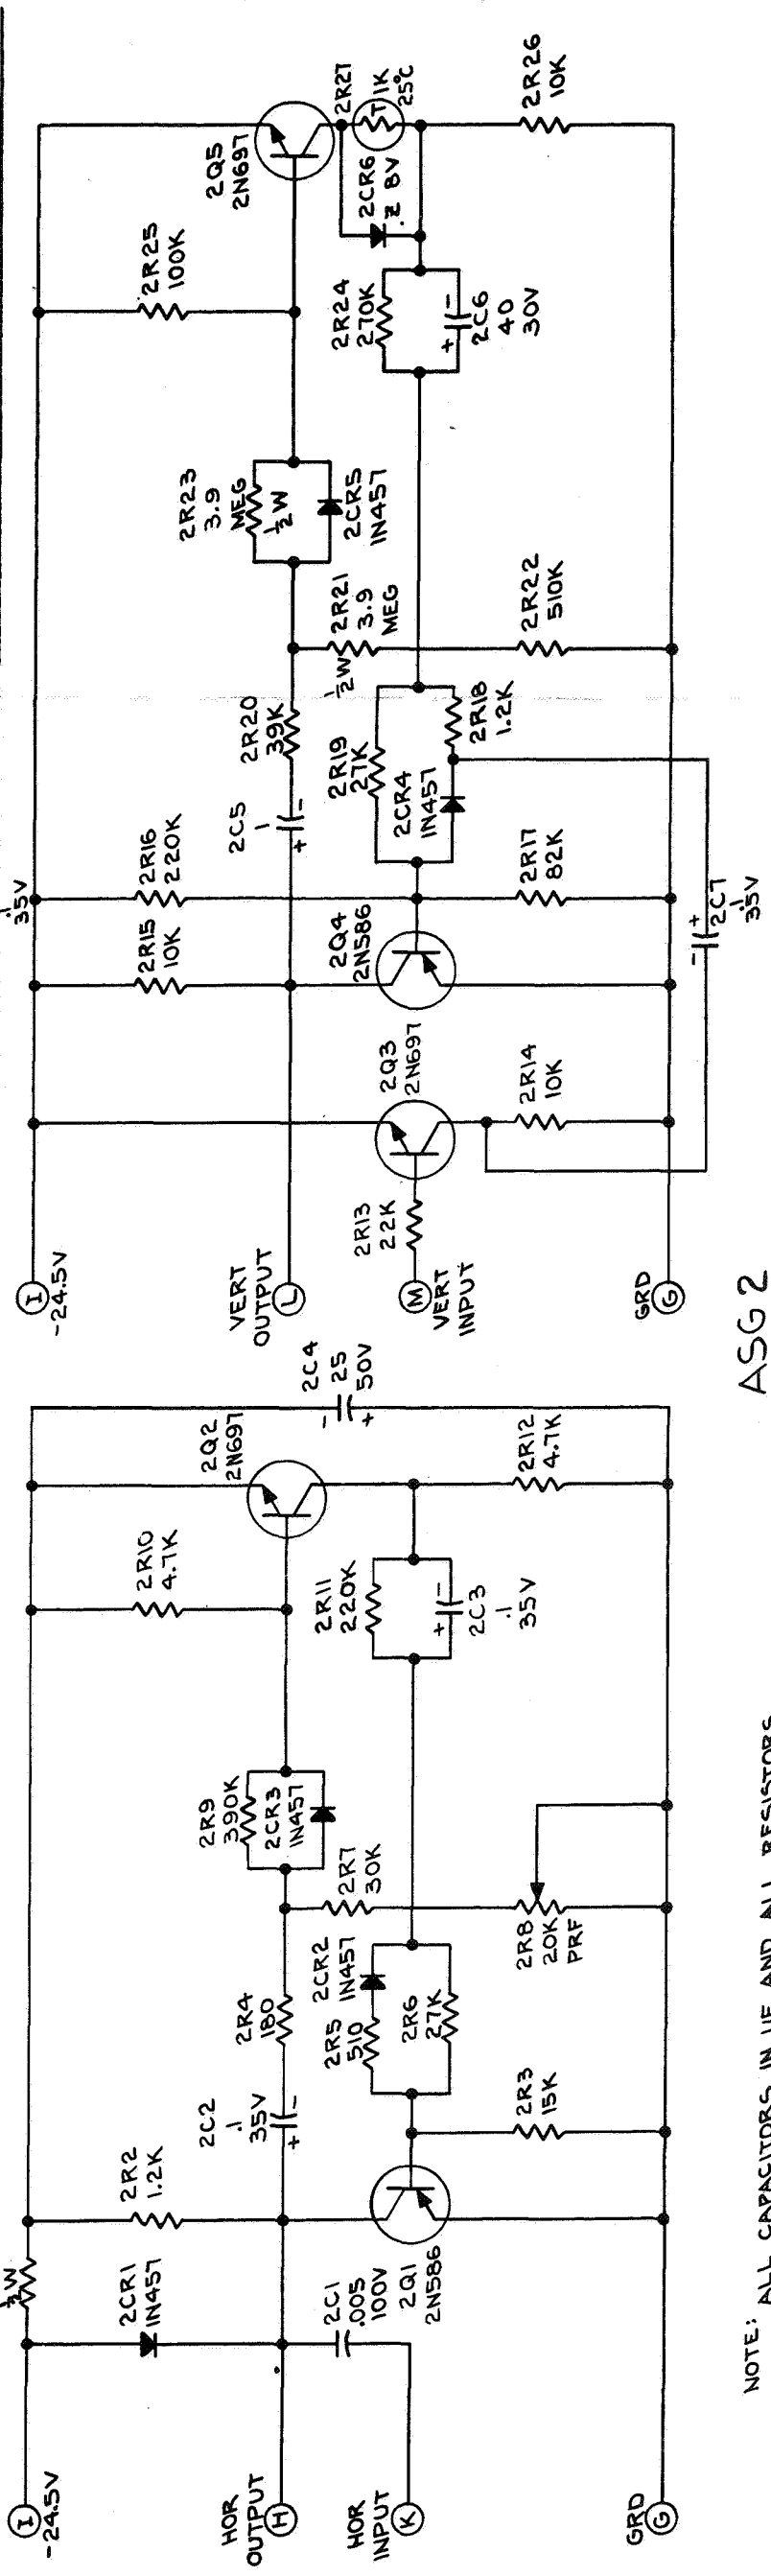 I
-24.5V
½W
2CR1
1N457
2R2
1.2K
HOR
OUTPUT
H
HOR
INPUT
K
2C1
.005
100V
2Q1
2N586
2C2
.1
35V
2R4
180
2R3
15K
2R5
510
2CR2
1N457
2R6
27K
2R7
30K
2R8
20K
PRF
2R9
390K
2CR3
1N457
2R10
4.7K
2R11
220K
2C3
.1
35V
2Q2
2N697
2R12
4.7K
2C4
25
50V
GRD
G
I
-24.5V
VERT
OUTPUT
L
VERT
INPUT
M
2R13
22K
2Q3
2N697
2R14
10K
2R15
10K
2R16
220K
.1
35V
2Q4
2N586
2R17
82K
2C5
1
2R20
39K
2R19
27K
2CR4
1N457
2R18
1.2K
2C7
.1
35V
½W
2R21
3.9
MEG
2R22
510K
2R23
3.9
MEG
½W
2CR5
1N457
2R25
100K
2R24
270K
2C6
40
30V
2Q5
2N697
2R27
T 1K
25°C
2CR6
Z 8V
2R26
10K
GRD
G
ASG 2
NOTE: ALL CAPACITORS IN UF AND ALL RESISTORS